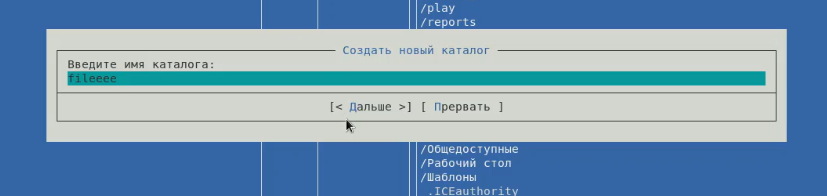 /play
/reports
Создать новый каталог
Введите имя каталога:
fileeee
[< Дальше >] [ Прервать ]
/Общедоступные
/Рабочий стол
/Шаблоны
.ICEauthority